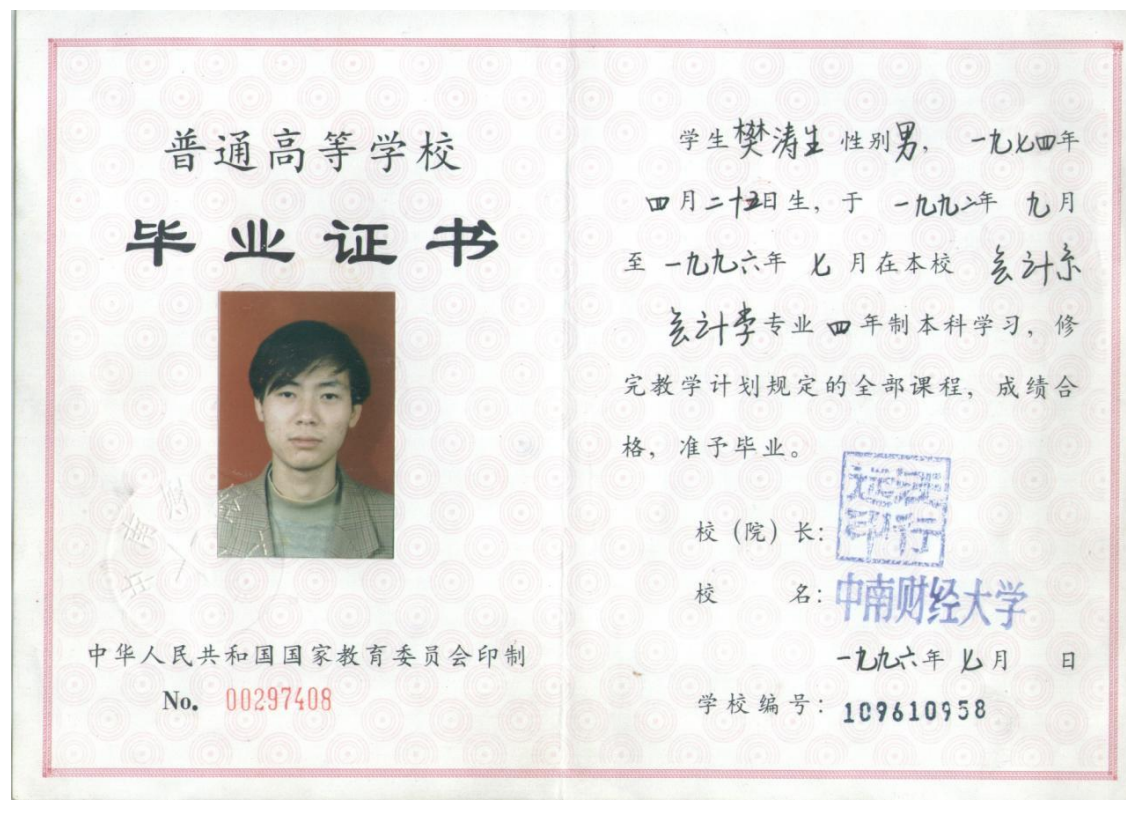 普通高等学校
毕业证书
中华人民共和国国家教育委员会印制
No. 00297408
学生樊涛生性别男，一九七四年
四月二十五日生，于一九九二年九月
至一九九六年七月在本校会计系
会计学专业四年制本科学习，修
完教学计划规定的全部课程，成绩合
格，准予毕业。
校（院）长：
校名：中南财经大学
一九九六年七月 日
学校编号：109610958